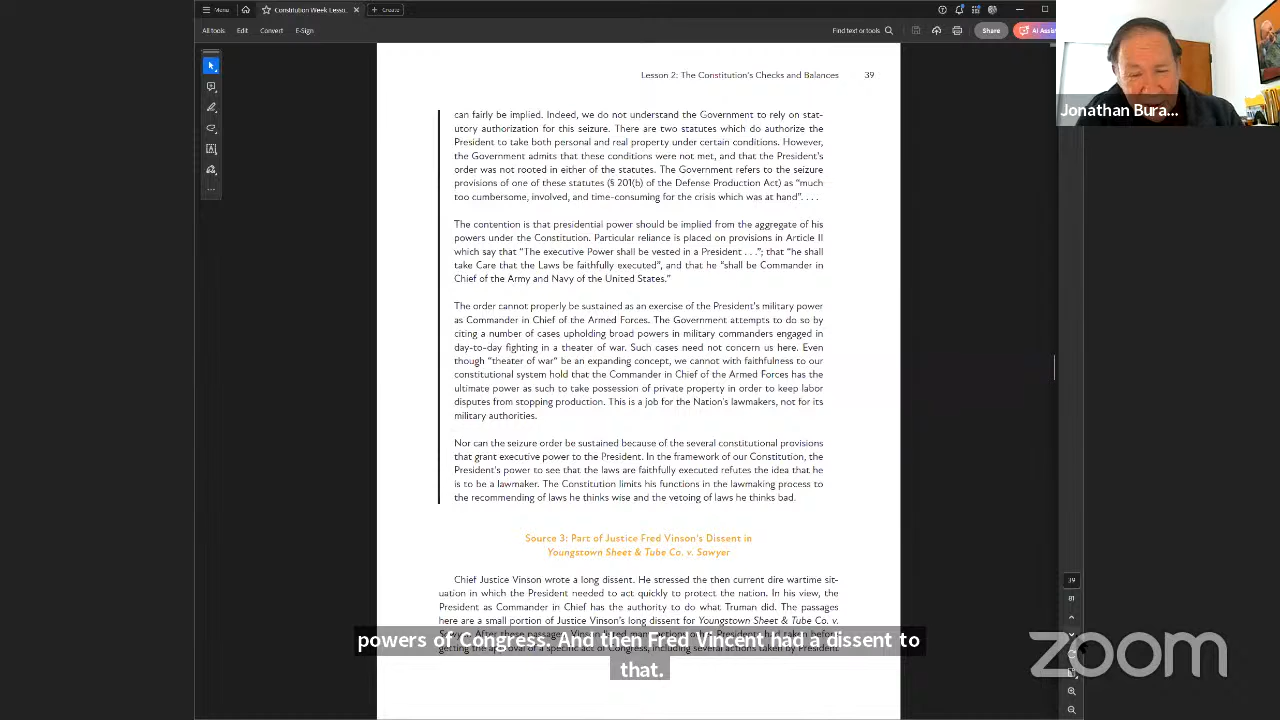 Menu
Constitution Week Lesso...
Create
All tools
Edit
Convert
E-Sign
Find text or tools
Share
AI Assis
Jonathan Bura...
Lesson 2: The Constitution's Checks and Balances 39
can fairly be implied. Indeed, we do not understand the Government to rely on stat-
utory authorization for this seizure. There are two statutes which do authorize the
President to take both personal and real property under certain conditions. However,
the Government admits that these conditions were not met, and that the President's
order was not rooted in either of the statutes. The Government refers to the seizure
provisions of one of these statutes (§ 201(b) of the Defense Production Act) as "much
too cumbersome, involved, and time-consuming for the crisis which was at hand". . . .
The contention is that presidential power should be implied from the aggregate of his
powers under the Constitution. Particular reliance is placed on provisions in Article II
which say that "The executive Power shall be vested in a President . . ."; that "he shall
take Care that the Laws be faithfully executed", and that he "shall be Commander in
Chief of the Army and Navy of the United States."
The order cannot properly be sustained as an exercise of the President's military power
as Commander in Chief of the Armed Forces. The Government attempts to do so by
citing a number of cases upholding broad powers in military commanders engaged in
day-to-day fighting in a theater of war. Such cases need not concern us here. Even
though "theater of war" be an expanding concept, we cannot with faithfulness to our
constitutional system hold that the Commander in Chief of the Armed Forces has the
ultimate power as such to take possession of private property in order to keep labor
disputes from stopping production. This is a job for the Nation's lawmakers, not for its
military authorities.
Nor can the seizure order be sustained because of the several constitutional provisions
that grant executive power to the President. In the framework of our Constitution, the
President's power to see that the laws are faithfully executed refutes the idea that he
is to be a lawmaker. The Constitution limits his functions in the lawmaking process to
the recommending of laws he thinks wise and the vetoing of laws he thinks bad.
Source 3: Part of Justice Fred Vinson's Dissent in
Youngstown Sheet & Tube Co. v. Sawyer
Chief Justice Vinson wrote a long dissent. He stressed the then current dire wartime sit-
uation in which the President needed to act quickly to protect the nation. In his view, the
President as Commander in Chief has the authority to do what Truman did. The passages
here are a small portion of Justice Vinson's long dissent for Youngstown Sheet & Tube Co. v.
powers of Congress. And then Fred Vincent had a dissent to
that.
39
81
zoom